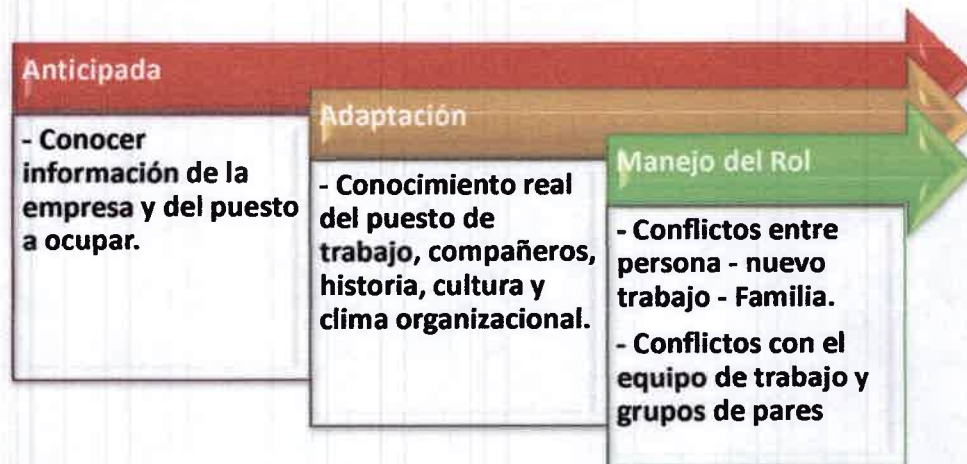 Anticipada
- Conocer
información de la
empresa y del puesto
a ocupar.
Adaptación
- Conocimiento real
del puesto de
trabajo, compañeros,
historia, cultura y
clima organizacional.
Manejo del Rol
- Conflictos entre
persona - nuevo
trabajo - Familia.
- Conflictos con el
equipo de trabajo y
grupos de pares